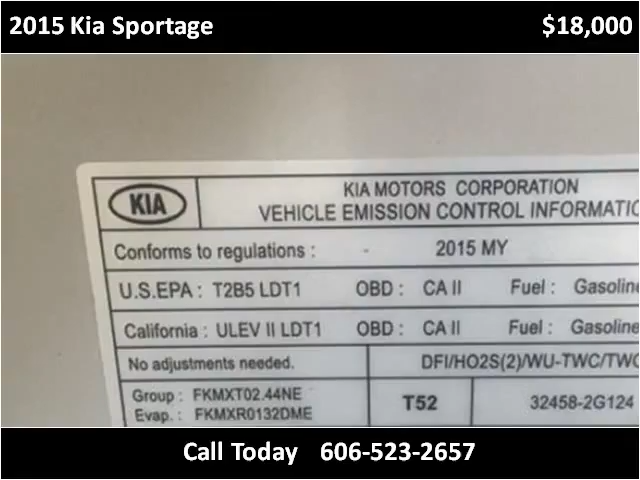 2015 Kia Sportage $18,000
KIA
KIA MOTORS CORPORATION
VEHICLE EMISSION CONTROL INFORMATIO
Conforms to regulations : - 2015 MY
U.S.EPA : T2B5 LDT1 OBD : CA II Fuel : Gasoline
California : ULEV II LDT1 OBD : CA II Fuel : Gasoline
No adjustments needed. DFI/HO2S(2)/WU-TWC/TWC
Group : FKMXT02.44NE
Evap. : FKMXR0132DME
T52 32458-2G124
Call Today 606-523-2657